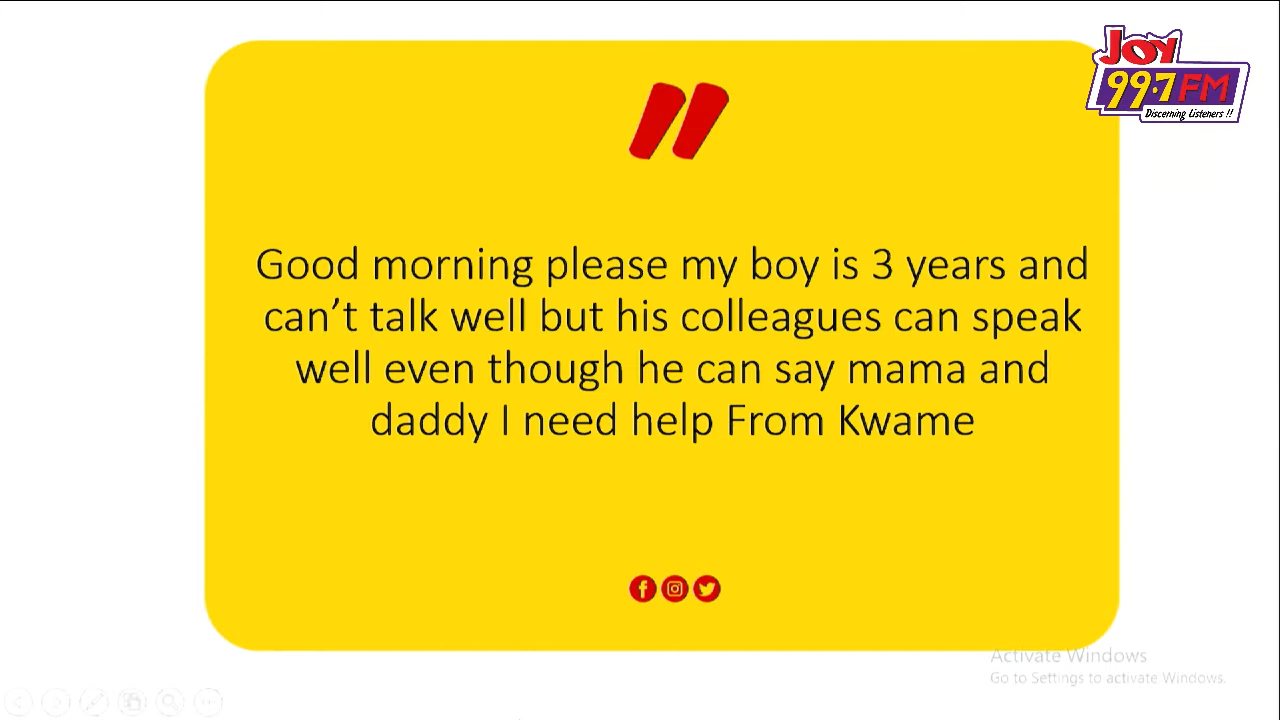 JOY
99.7 FM
Discerning Listeners !!
"
Good morning please my boy is 3 years and
can’t talk well but his colleagues can speak
well even though he can say mama and
daddy I need help From Kwame
Activate Windows
Go to Settings to activate Windows.